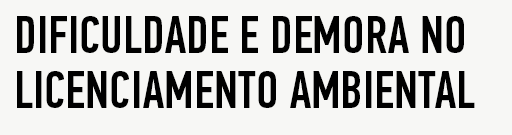 DIFICULDADE E DEMORA NO
LICENCIAMENTO AMBIENTAL